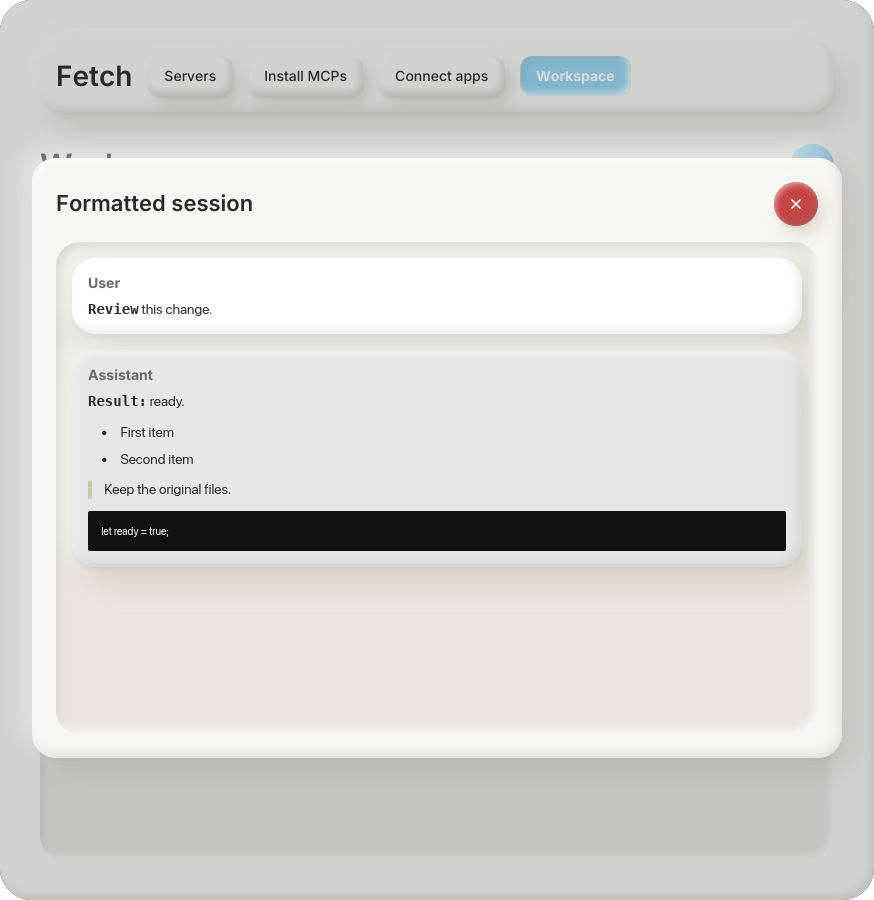 Fetch
Servers
Install MCPs
Connect apps
Workspace
Formatted session
User
Review this change.
Assistant
Result: ready.
• First item
• Second item
Keep the original files.
let ready = true;